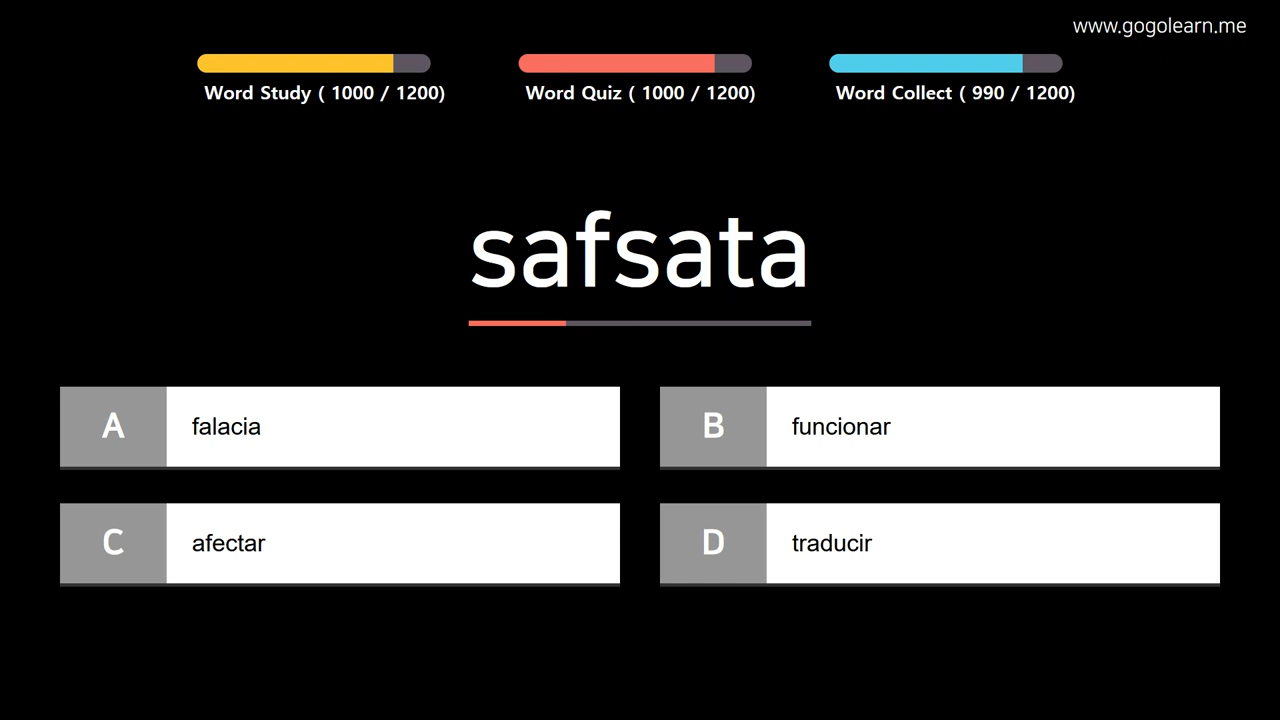 www.gogolearn.me
Word Study ( 1000 / 1200)
Word Quiz ( 1000 / 1200)
Word Collect ( 990 / 1200)
safsata
A falacia
B funcionar
C afectar
D traducir